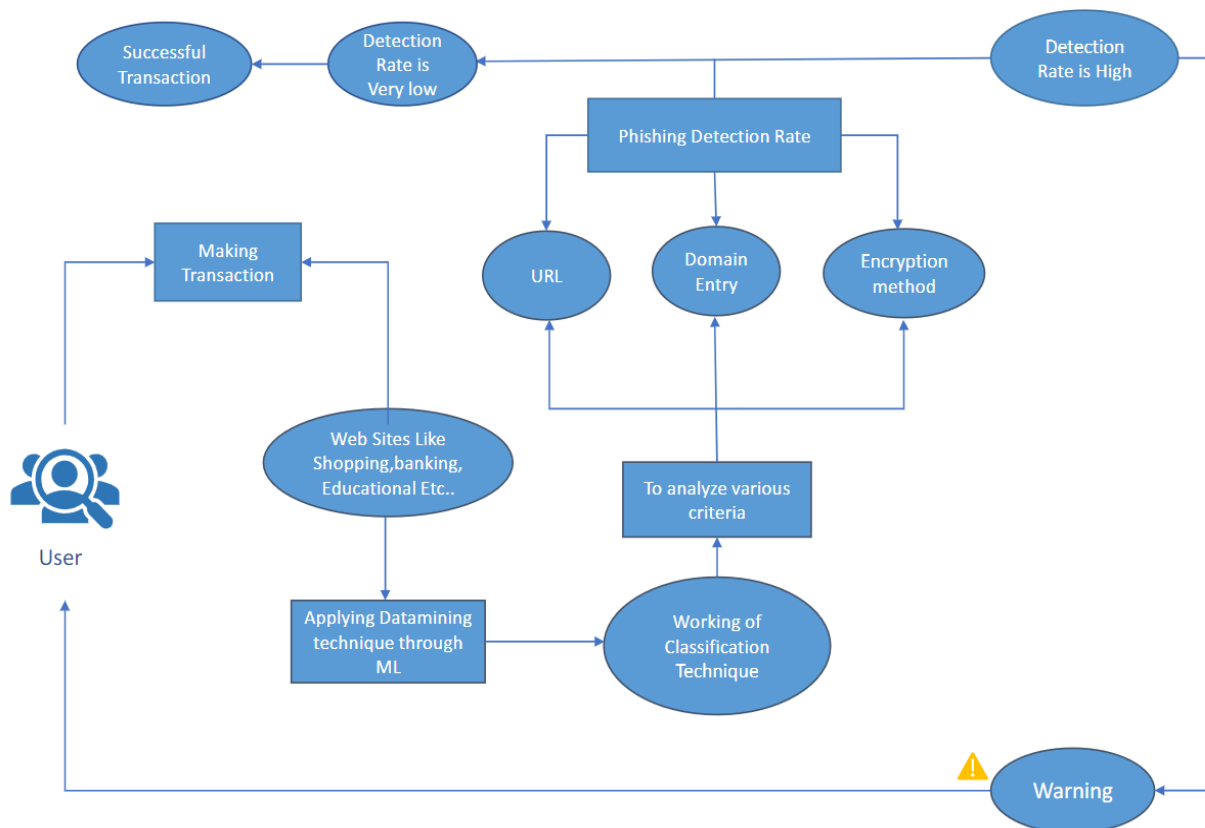 Successful
Transaction
Detection
Rate is
Very low
Detection
Rate is High
Phishing Detection Rate
Making
Transaction
URL
Domain
Entry
Encryption
method
Web Sites Like
Shopping,banking,
Educational Etc..
To analyze various
criteria
User
Applying Datamining
technique through
ML
Working of
Classification
Technique
Warning